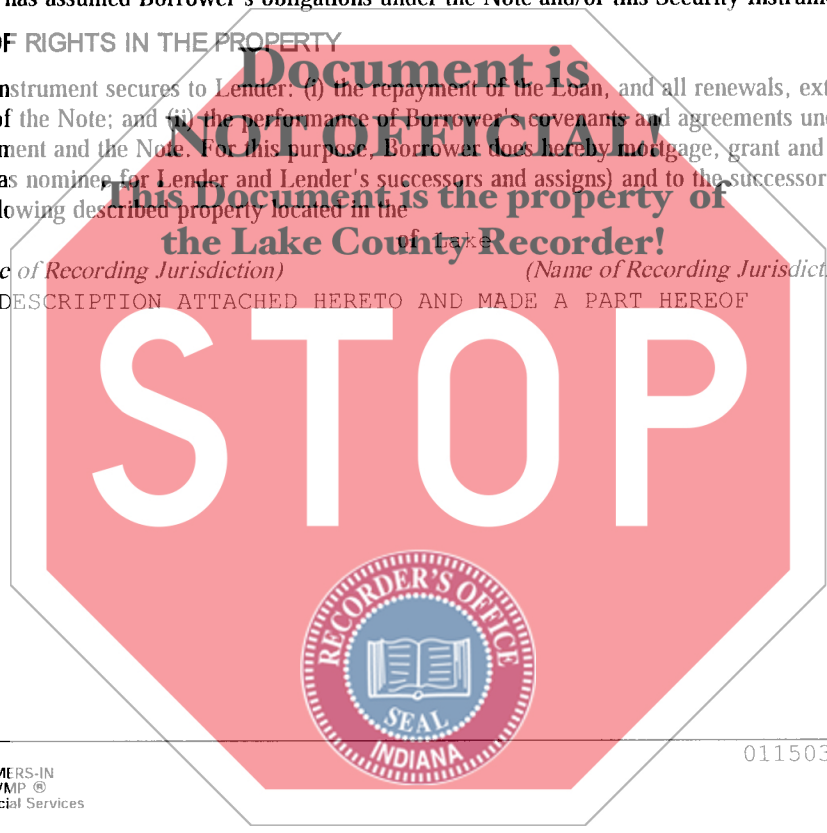 has assumed Borrower's obligations under the Note and/or this Security
OF RIGHTS IN THE PROPERTY
Document is
nstrument secures to Lender: (i) the repayment of the Loan, and all renewals, ext
of the Note; and (ii) the performance of Borrower's covenants and agreements un
NOT OFFICIAL!
ment and the Note. For this purpose, Borrower does hereby mortgage, grant and
as nominee for Lender and Lender's successors and assigns) and to the successor
This Document is the property of
lowing described property located in the
the Lake County Recorder!
of Lake
e of Recording Jurisdiction) (Name of Recording Jurisdict
DESCRIPTION ATTACHED HERETO AND MADE A PART HEREOF
STOP
RECORDER'S OFFICE
SEAL
INDIANA
011503
MERS-IN
VMP ®
cial Services